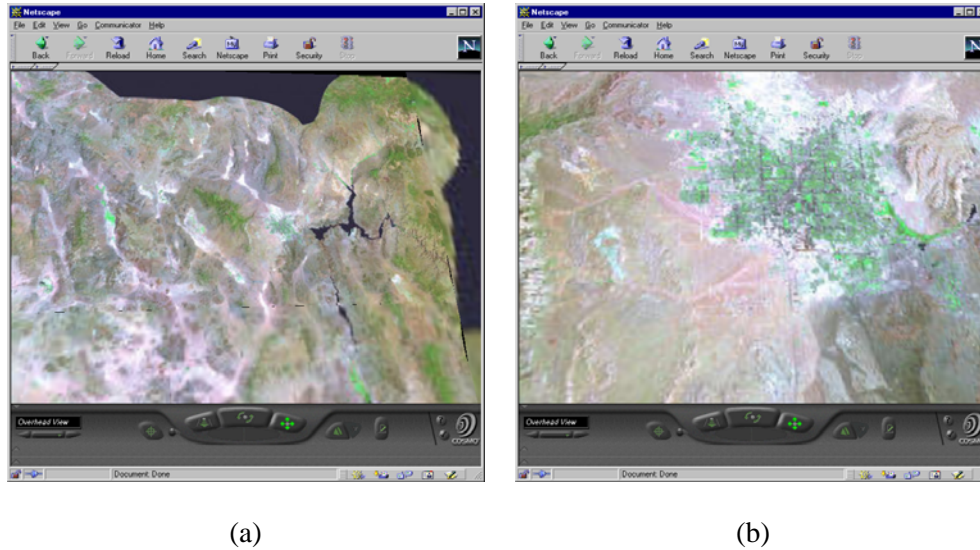 Netscape
File Edit View Go Communicator Help
Back Forward Reload Home Search Netscape Print Security Stop
N
Overhead View
COSMO
Document: Done
Netscape
File Edit View Go Communicator Help
Back Forward Reload Home Search Netscape Print Security Stop
N
Overhead View
COSMO
Document: Done
(a)
(b)